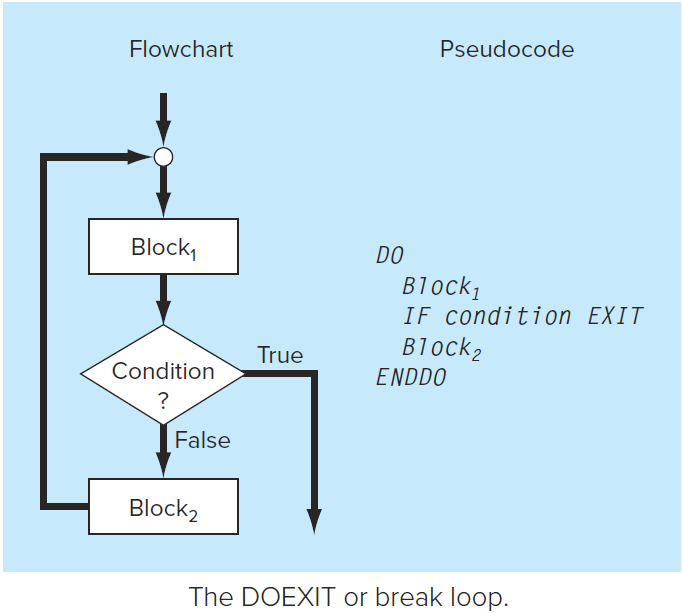 Flowchart
Pseudocode
Block₁
Condition
?
True
False
Block₂
DO
Block₁
IF condition EXIT
Block₂
ENDDO
The DOEXIT or break loop.